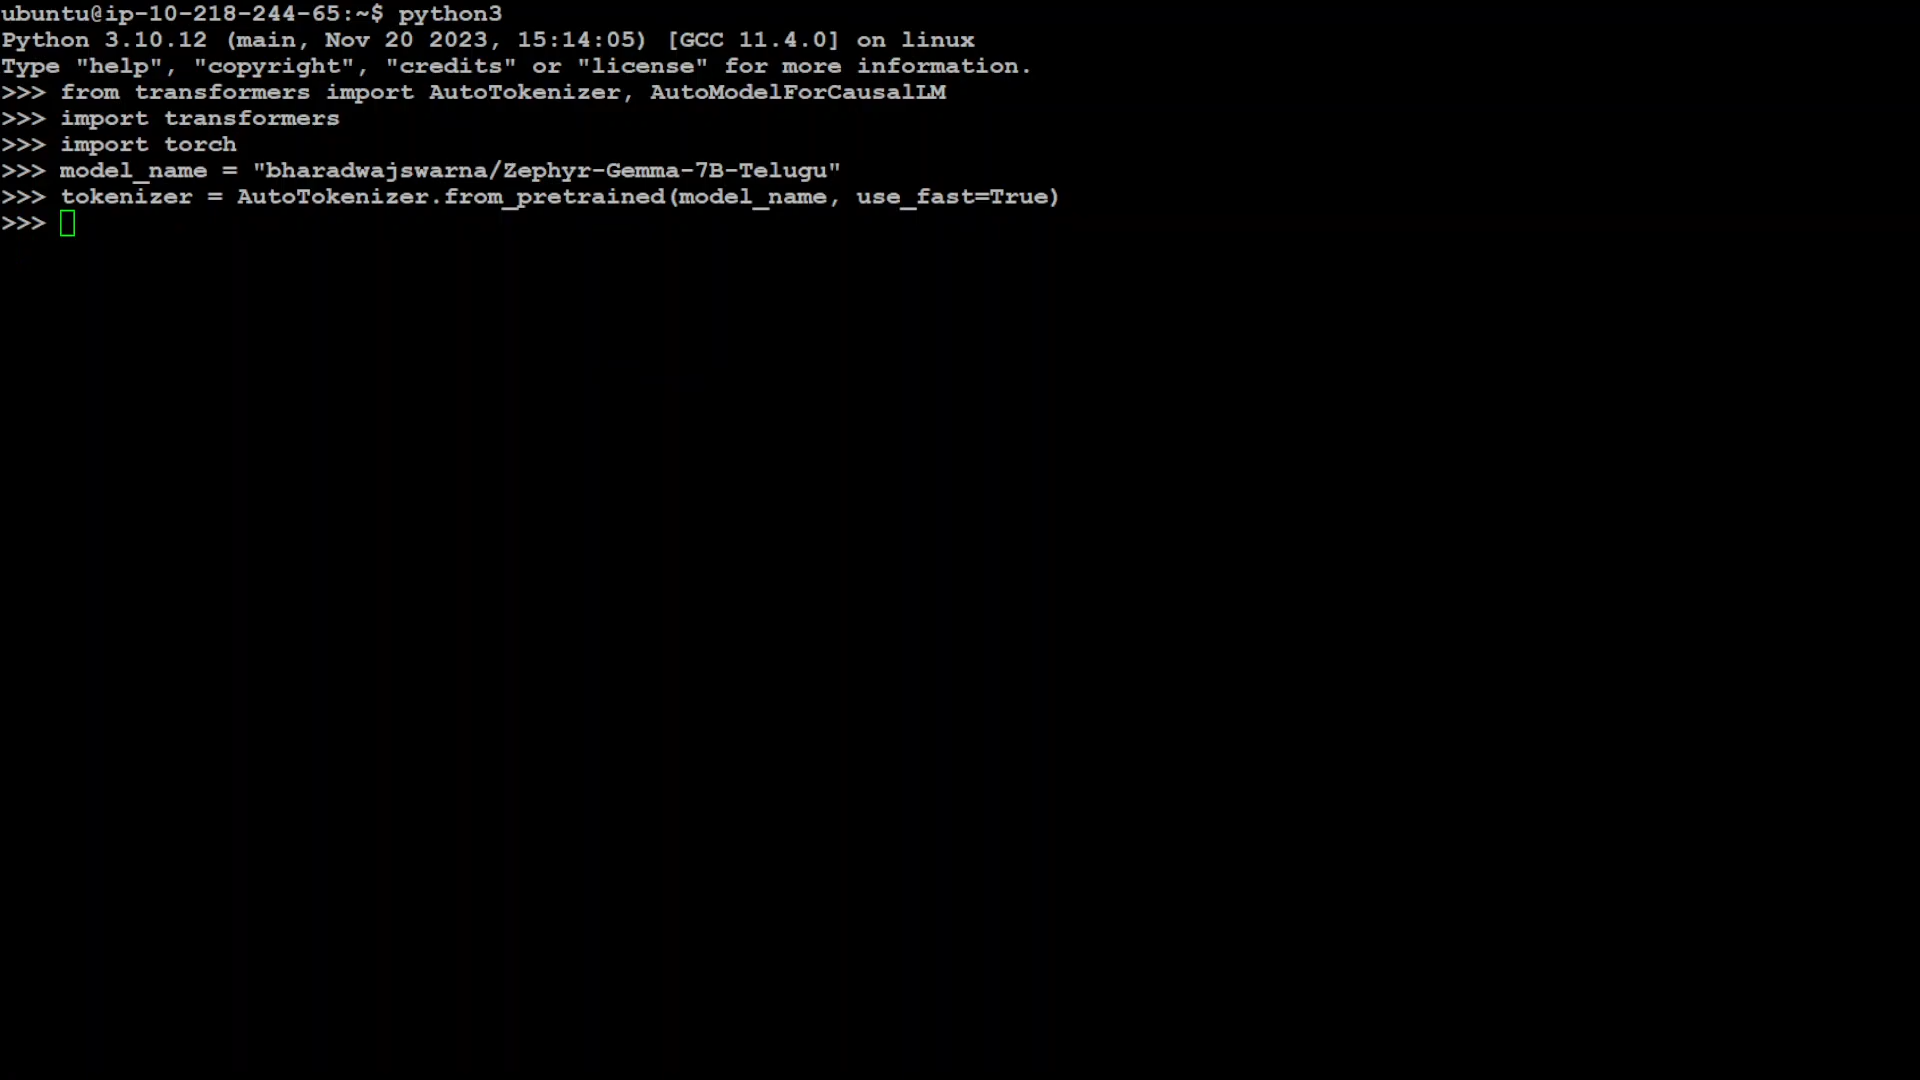 ubuntu@ip-10-218-244-65:~$ python3
Python 3.10.12 (main, Nov 20 2023, 15:14:05) [GCC 11.4.0] on linux
Type "help", "copyright", "credits" or "license" for more information.
>>> from transformers import AutoTokenizer, AutoModelForCausalLM
>>> import transformers
>>> import torch
>>> model_name = "bharadwajswarna/Zephyr-Gemma-7B-Telugu"
>>> tokenizer = AutoTokenizer.from_pretrained(model_name, use_fast=True)
>>>